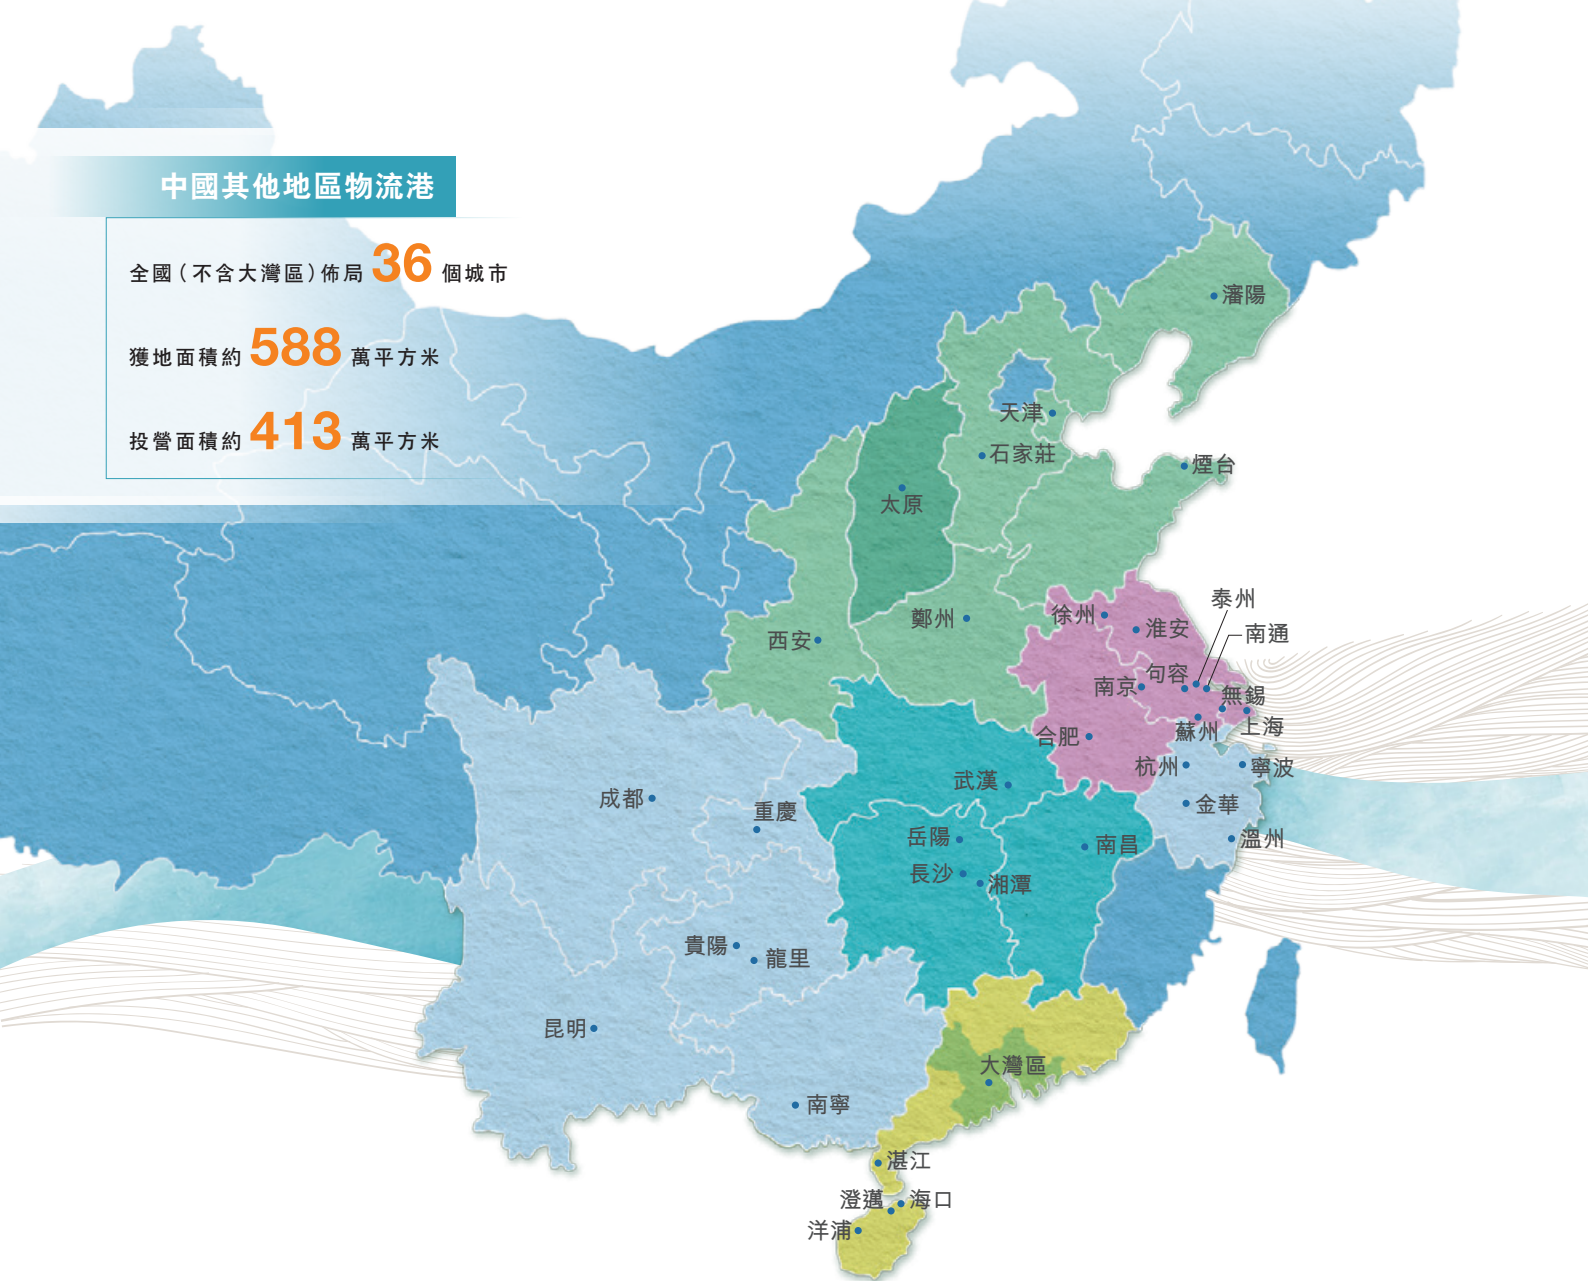 中國其他地區物流港
全國（不含大灣區）佈局 36 個城市
獲地面積約 588 萬平方米
投營面積約 413 萬平方米
瀋陽
天津
石家莊
煙台
太原
泰州
鄭州
徐州
淮安
南通
西安
句容
南京
無錫
上海
蘇州
合肥
杭州
寧波
武漢
成都
重慶
金華
岳陽
南昌
溫州
長沙
湘潭
貴陽
龍里
昆明
大灣區
南寧
湛江
澄邁
海口
洋浦